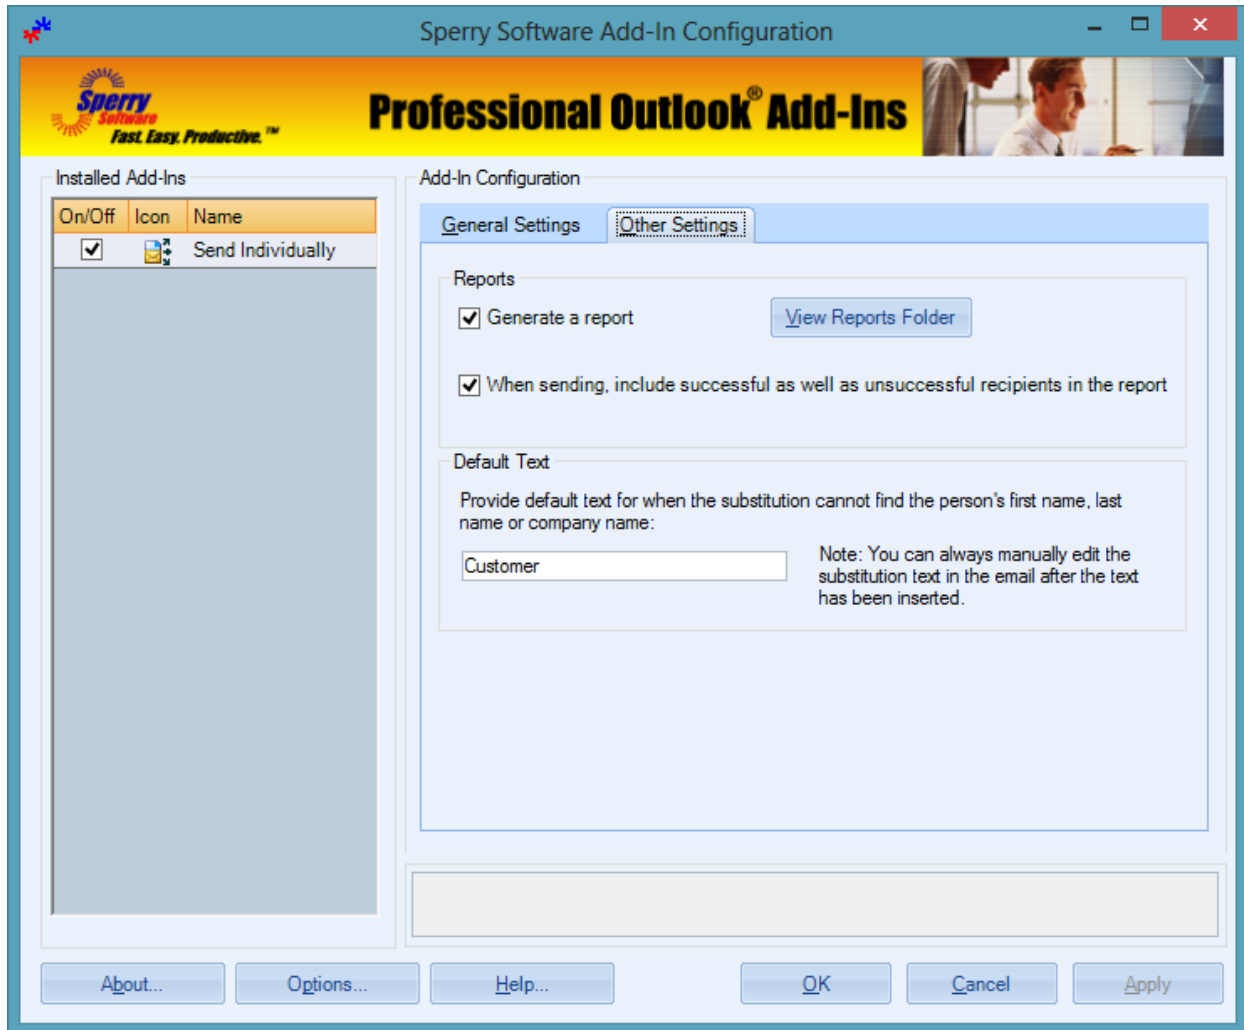 Sperry Software Add-In Configuration
Sperry
Software
Fast. Easy. Productive.™
Professional Outlook® Add-Ins
Installed Add-Ins
On/Off Icon Name
Send Individually
Add-In Configuration
General Settings Other Settings
Reports
Generate a report View Reports Folder
When sending, include successful as well as unsuccessful recipients in the report
Default Text
Provide default text for when the substitution cannot find the person's first name, last
name or company name:
Customer
Note: You can always manually edit the
substitution text in the email after the text
has been inserted.
About... Options... Help... OK Cancel Apply